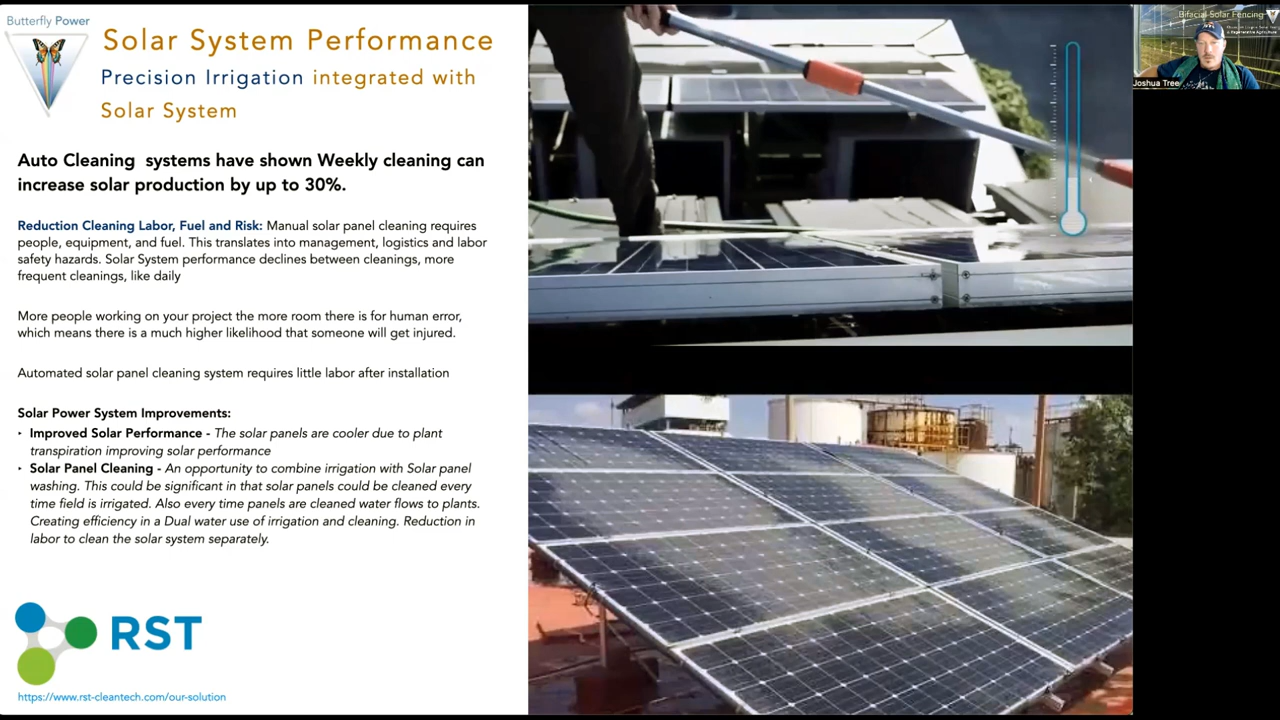 Butterfly Power
Solar System Performance
Precision Irrigation integrated with
Solar System
Auto Cleaning systems have shown Weekly cleaning can
increase solar production by up to 30%.
Reduction Cleaning Labor, Fuel and Risk: Manual solar panel cleaning requires
people, equipment, and fuel. This translates into management, logistics and labor
safety hazards. Solar System performance declines between cleanings, more
frequent cleanings, like daily
More people working on your project the more room there is for human error,
which means there is a much higher likelihood that someone will get injured.
Automated solar panel cleaning system requires little labor after installation
Solar Power System Improvements:
‣ Improved Solar Performance - The solar panels are cooler due to plant
transpiration improving solar performance
‣ Solar Panel Cleaning - An opportunity to combine irrigation with Solar panel
washing. This could be significant in that solar panels could be cleaned every
time field is irrigated. Also every time panels are cleaned water flows to plants.
Creating efficiency in a Dual water use of irrigation and cleaning. Reduction in
labor to clean the solar system separately.
RST
https://www.rst-cleantech.com/our-solution
Bifacial Solar Fencing
& Regenerative Agriculture
Joshua Tree